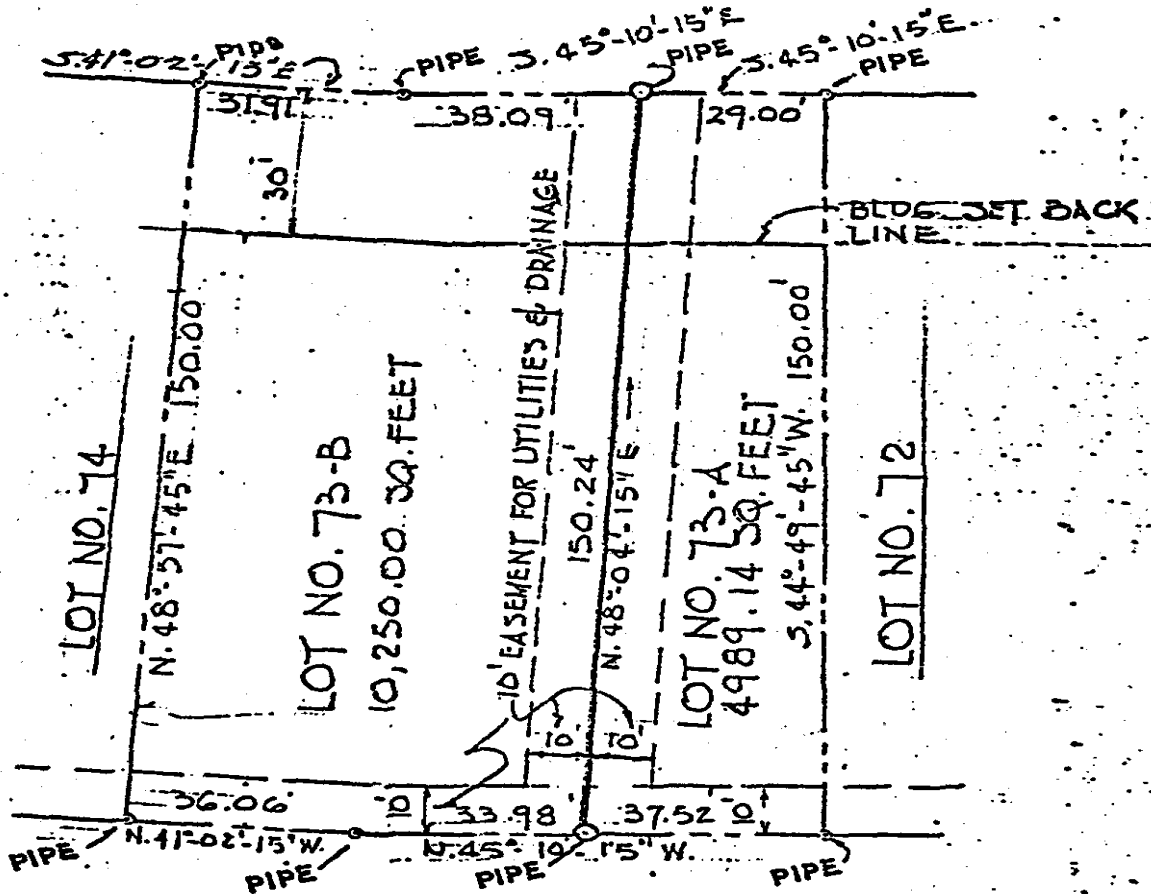 S.41°-02'-15"E
PIPE
PIPE
S.45°-10'-15"E
PIPE
S.45°-10'-15"E.
PIPE
31.91'
38.09
29.00'
30'
BLDG. SET BACK
LINE
LOT NO. 74
N.48°-57'-45"E 150.00'
LOT NO. 73-B
10,250.00 SQ.FEET
10' EASEMENT FOR UTILITIES & DRAINAGE
150.24'
N.48°-04'-15"E
LOT NO. 73-A
4989.14 SQ.FEET
S.44°-49'-45"W. 150.00'
LOT NO. 72
10'
10'
36.06'
10'
33.98
37.52'
10'
PIPE
N.41°-02'-15"W.
PIPE
N.45°-10'-15"W.
PIPE
PIPE